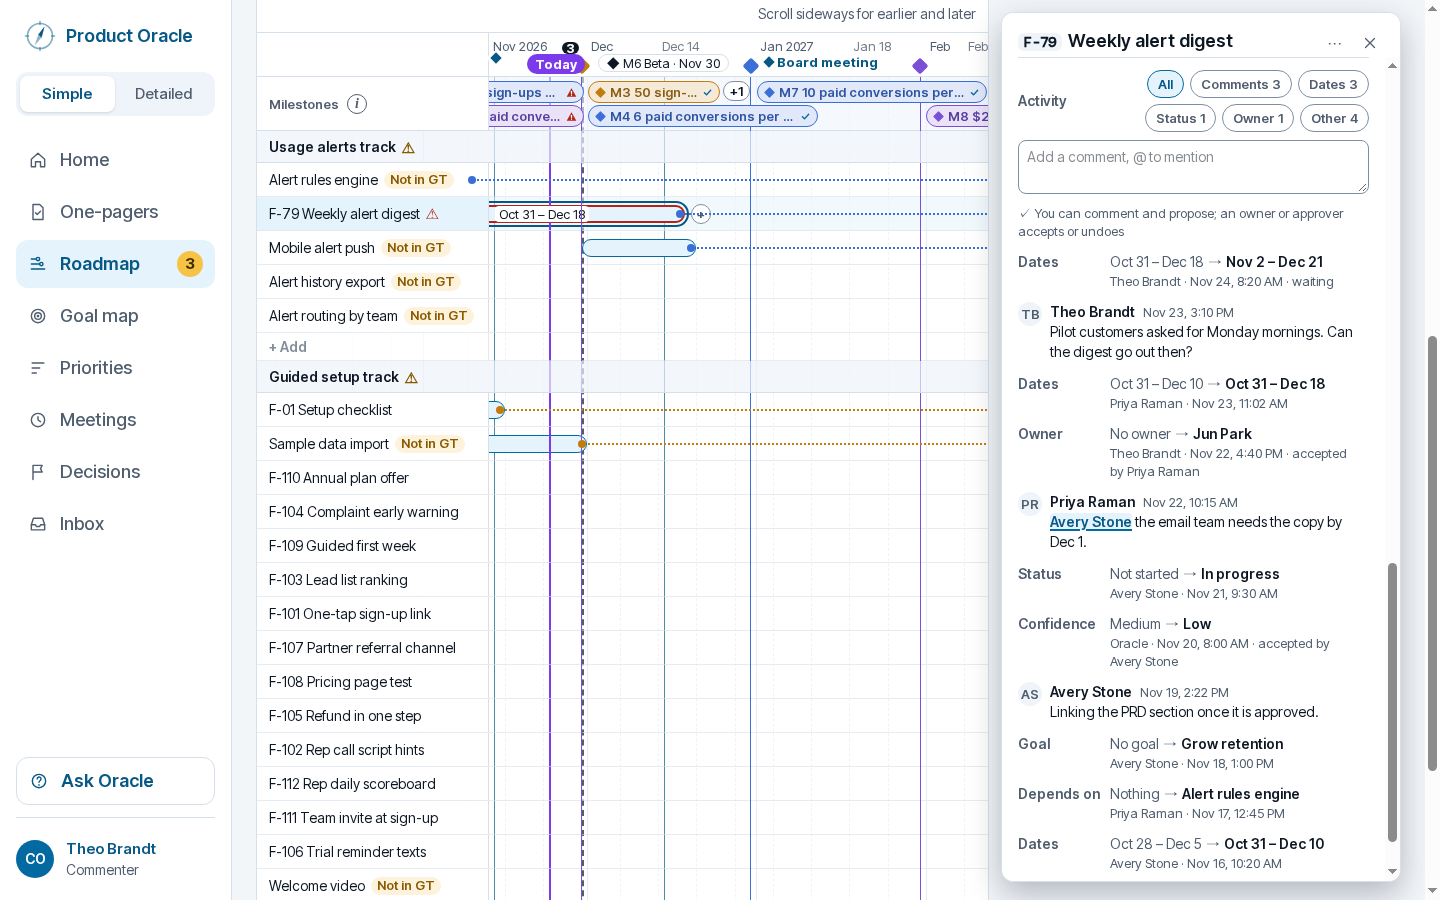 Product Oracle
Simple
Detailed
Home
One-pagers
Roadmap
3
Goal map
Priorities
Meetings
Decisions
Inbox
Ask Oracle
CO
Theo Brandt
Commenter
Scroll sideways for earlier and later
Nov 2026
3
Dec
Dec 14
Jan 2027
Jan 18
Feb
Feb
Today
M6 Beta · Nov 30
Board meeting
Milestones
i
sign-ups ...
M3 50 sign-...
+1
M7 10 paid conversions per...
aid conve...
M4 6 paid conversions per ...
M8 $2
Usage alerts track
Alert rules engine Not in GT
F-79 Weekly alert digest
Oct 31 – Dec 18
+
Mobile alert push Not in GT
Alert history export Not in GT
Alert routing by team Not in GT
+ Add
Guided setup track
F-01 Setup checklist
Sample data import Not in GT
F-110 Annual plan offer
F-104 Complaint early warning
F-109 Guided first week
F-103 Lead list ranking
F-101 One-tap sign-up link
F-107 Partner referral channel
F-108 Pricing page test
F-105 Refund in one step
F-102 Rep call script hints
F-112 Rep daily scoreboard
F-111 Team invite at sign-up
F-106 Trial reminder texts
Welcome video Not in GT
F-79 Weekly alert digest
...
Activity
All
Comments 3
Dates 3
Status 1
Owner 1
Other 4
Add a comment, @ to mention
✓ You can comment and propose; an owner or approver
accepts or undoes
Dates Oct 31 – Dec 18 → Nov 2 – Dec 21
Theo Brandt · Nov 24, 8:20 AM · waiting
TB Theo Brandt Nov 23, 3:10 PM
Pilot customers asked for Monday mornings. Can
the digest go out then?
Dates Oct 31 – Dec 10 → Oct 31 – Dec 18
Priya Raman · Nov 23, 11:02 AM
Owner No owner → Jun Park
Theo Brandt · Nov 22, 4:40 PM · accepted
by Priya Raman
PR Priya Raman Nov 22, 10:15 AM
Avery Stone the email team needs the copy by
Dec 1.
Status Not started → In progress
Avery Stone · Nov 21, 9:30 AM
Confidence Medium → Low
Oracle · Nov 20, 8:00 AM · accepted by
Avery Stone
AS Avery Stone Nov 19, 2:22 PM
Linking the PRD section once it is approved.
Goal No goal → Grow retention
Avery Stone · Nov 18, 1:00 PM
Depends on Nothing → Alert rules engine
Priya Raman · Nov 17, 12:45 PM
Dates Oct 28 – Dec 5 → Oct 31 – Dec 10
Avery Stone · Nov 16, 10:20 AM